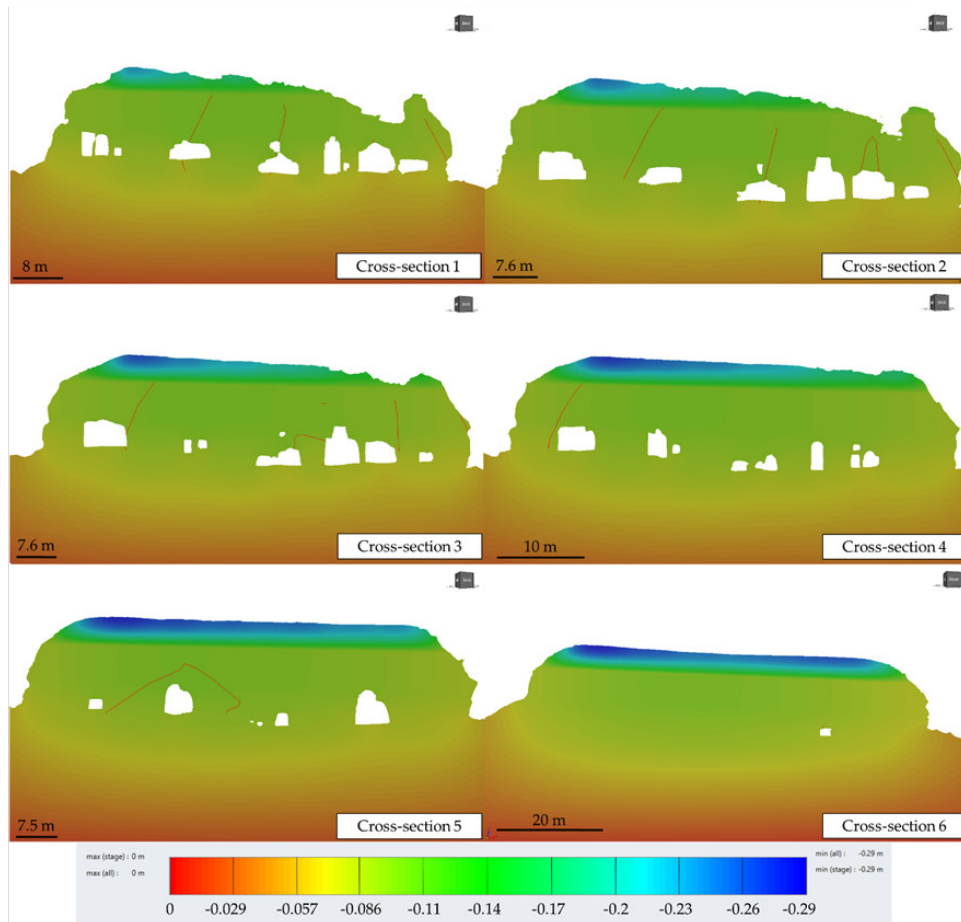 8 m
Cross-section 1
7.6 m
Cross-section 2
7.6 m
Cross-section 3
10 m
Cross-section 4
7.5 m
Cross-section 5
20 m
Cross-section 6
max (stage) : 0 m
max (all) : 0 m
min (all) : -0.29 m
min (stage) : -0.29 m
0 -0.029 -0.057 -0.086 -0.11 -0.14 -0.17 -0.2 -0.23 -0.26 -0.29